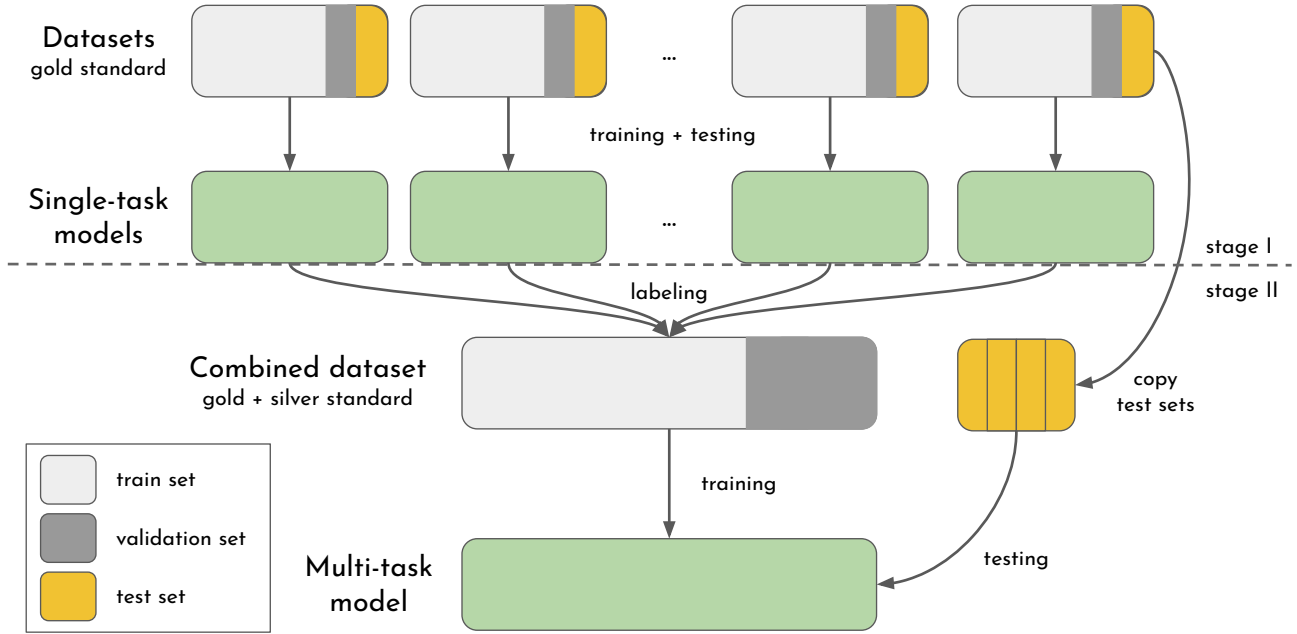 Datasets
gold standard
...
training + testing
Single-task
models
...
stage I
labeling
stage II
Combined dataset
gold + silver standard
copy
test sets
train set
training
validation set
Multi-task
model
testing
test set